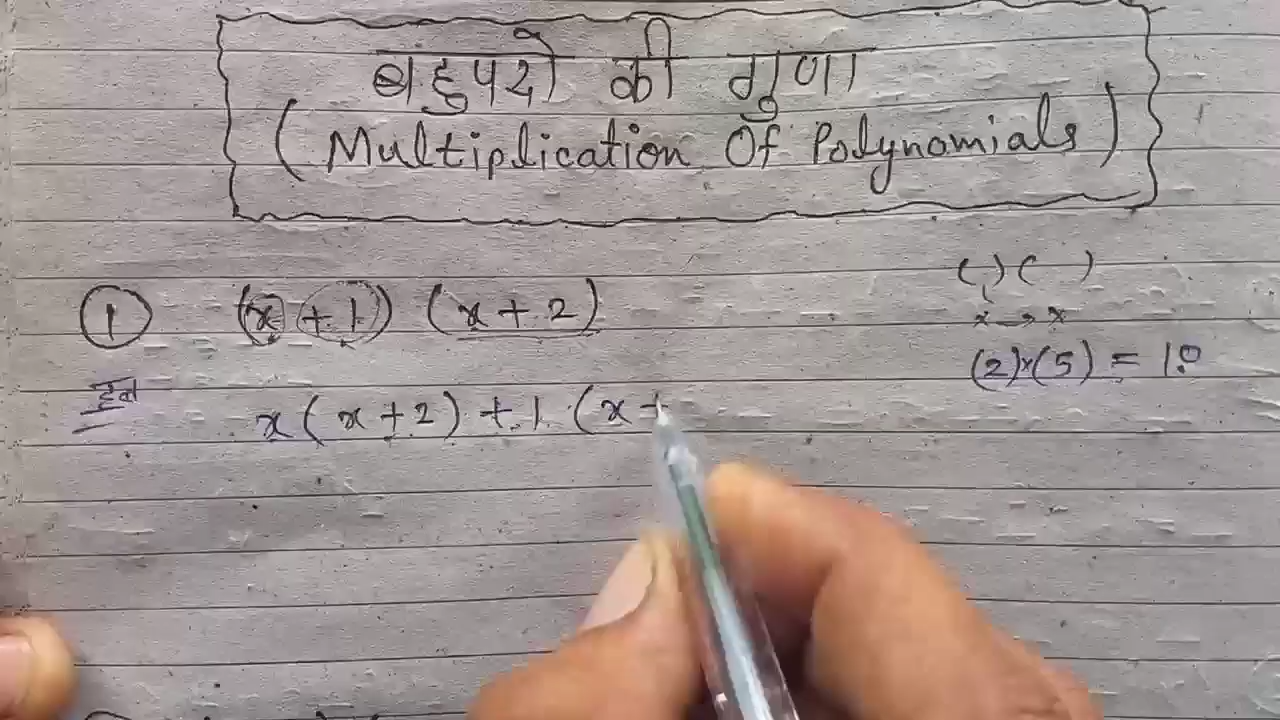 बहुपदो की गुणा
(Multiplication Of Polynomials)
( ) ( )
x → x
① (x + 1) (x + 2)
(2)×(5) = 10
हल
x(x+2) +1 (x+